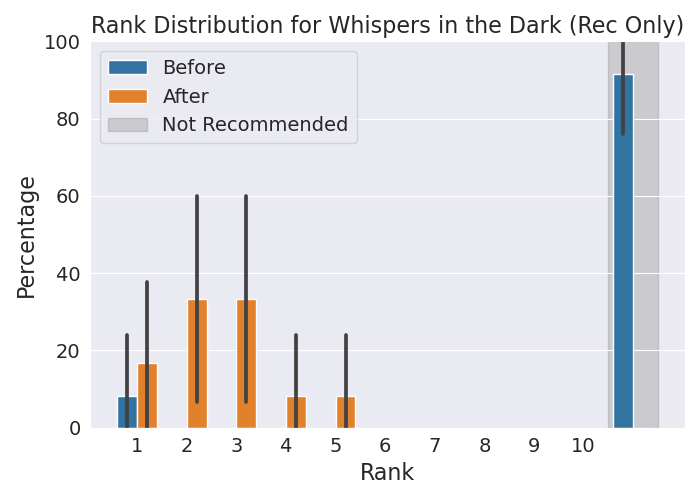 Rank Distribution for Whispers in the Dark (Rec Only)
100
80
60
40
20
0
Percentage
Before
After
Not Recommended
1 2 3 4 5 6 7 8 9 10
Rank